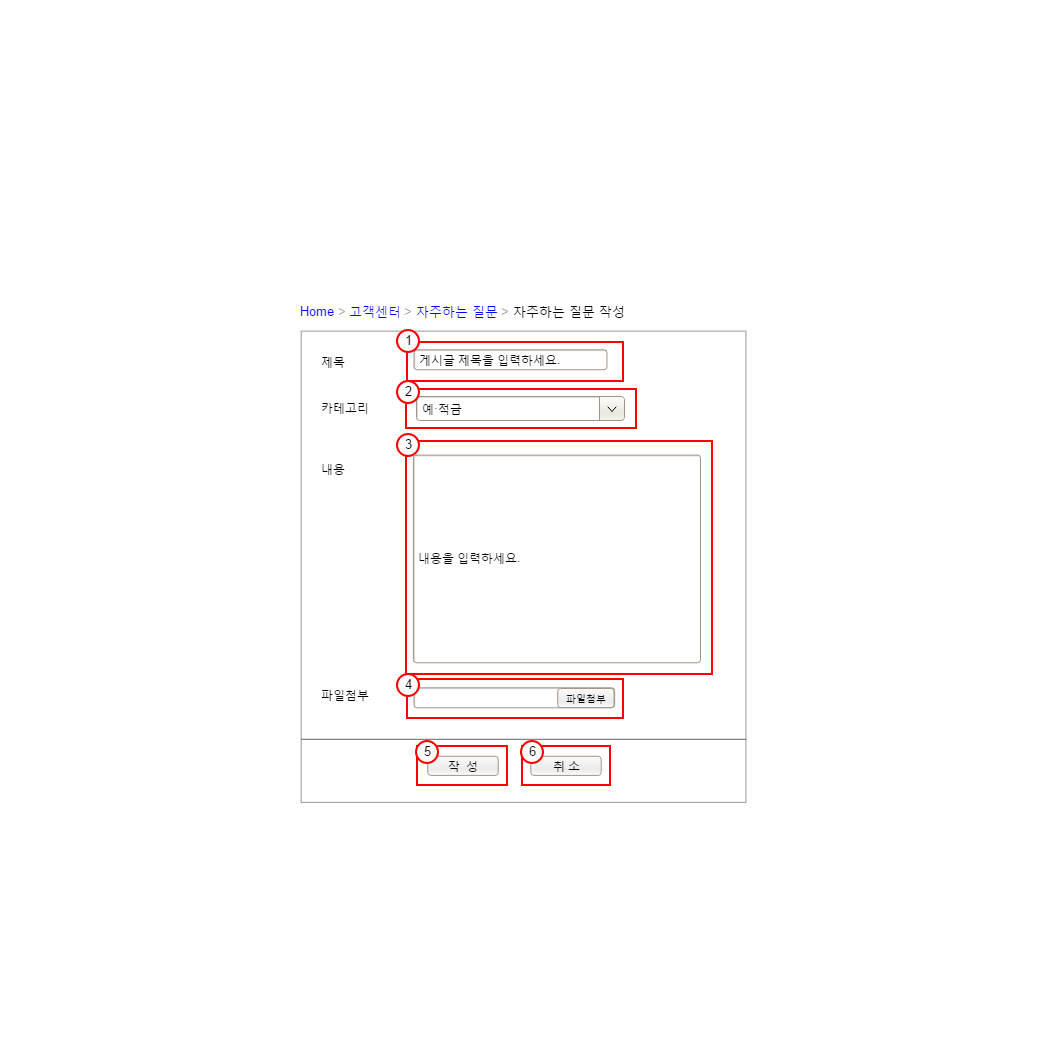 Home > 고객센터 > 자주하는 질문 > 자주하는 질문 작성
1
제목 게시글 제목을 입력하세요.
2
카테고리 예·적금
3
내용
내용을 입력하세요.
4
파일첨부 파일첨부
5 6
작 성 취 소